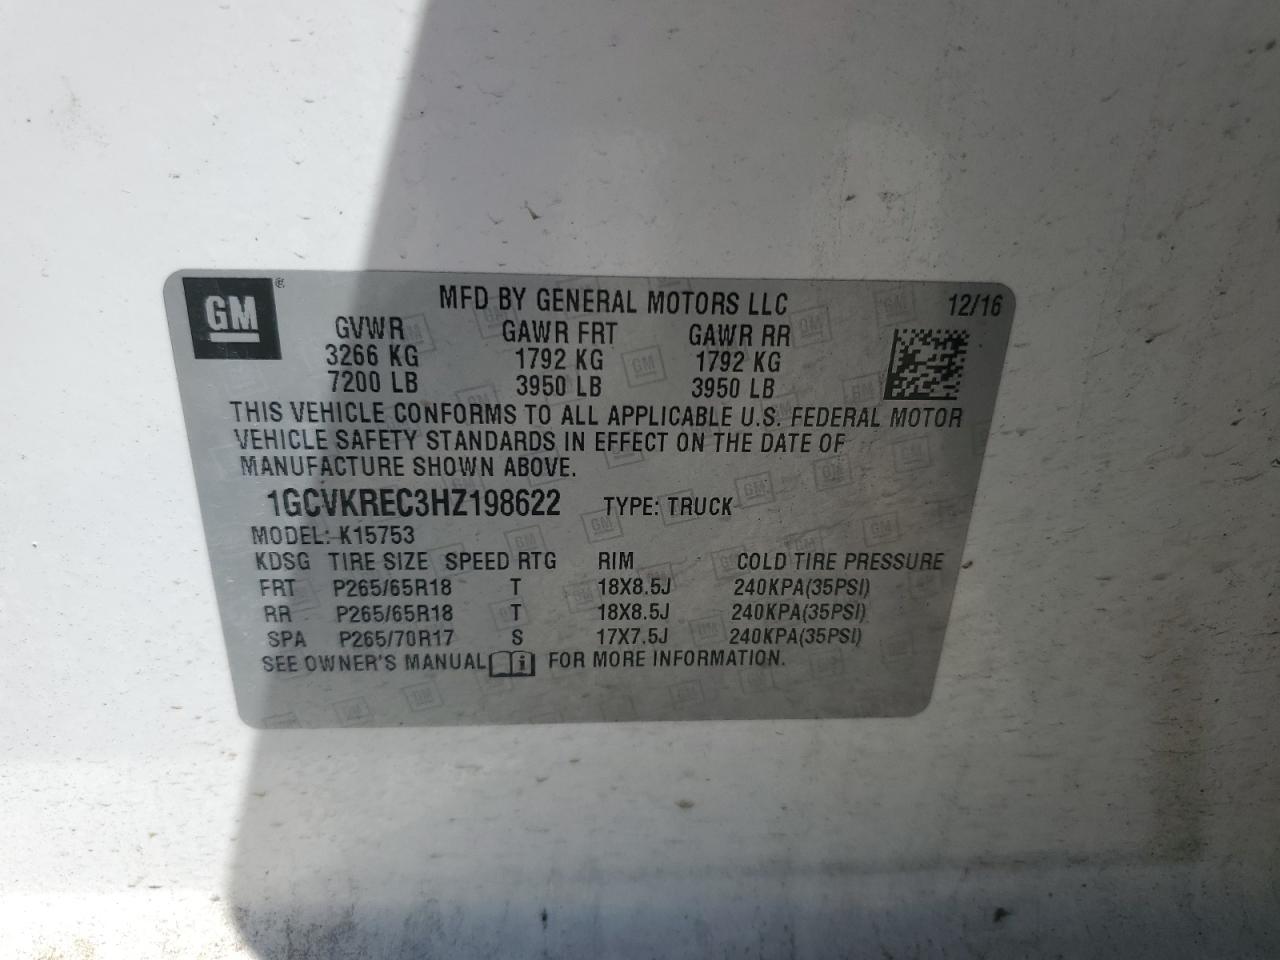 GM ®
MFD BY GENERAL MOTORS LLC 12/16
GVWR GAWR FRT GAWR RR
3266 KG 1792 KG 1792 KG
7200 LB 3950 LB 3950 LB
THIS VEHICLE CONFORMS TO ALL APPLICABLE U.S. FEDERAL MOTOR
VEHICLE SAFETY STANDARDS IN EFFECT ON THE DATE OF
MANUFACTURE SHOWN ABOVE.
1GCVKREC3HZ198622 TYPE: TRUCK
MODEL: K15753
KDSG TIRE SIZE SPEED RTG RIM COLD TIRE PRESSURE
FRT P265/65R18 T 18X8.5J 240KPA(35PSI)
RR P265/65R18 T 18X8.5J 240KPA(35PSI)
SPA P265/70R17 S 17X7.5J 240KPA(35PSI)
SEE OWNER'S MANUAL FOR MORE INFORMATION.